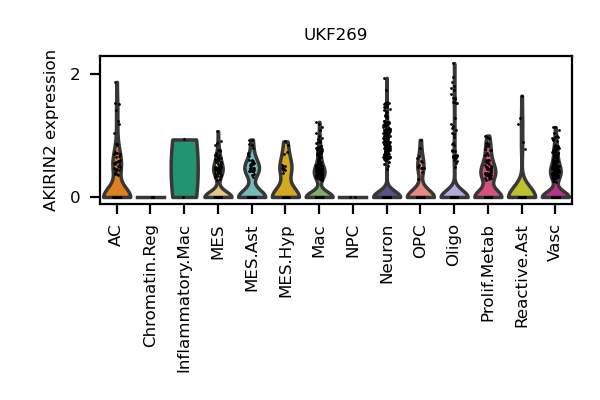 UKF269
AKIRIN2 expression
2
0
AC
Chromatin.Reg
Inflammatory.Mac
MES
MES.Ast
MES.Hyp
Mac
NPC
Neuron
OPC
Oligo
Prolif.Metab
Reactive.Ast
Vasc